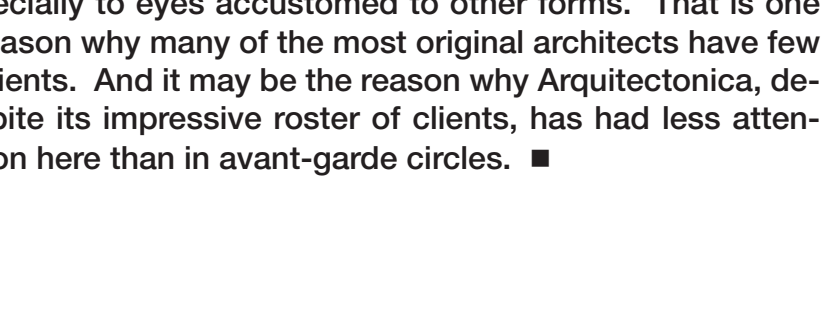 ecially to eyes accustomed to other forms. That is one
ason why many of the most original architects have few
ients. And it may be the reason why Arquitectonica, de-
pite its impressive roster of clients, has had less atten-
on here than in avant-garde circles. ■